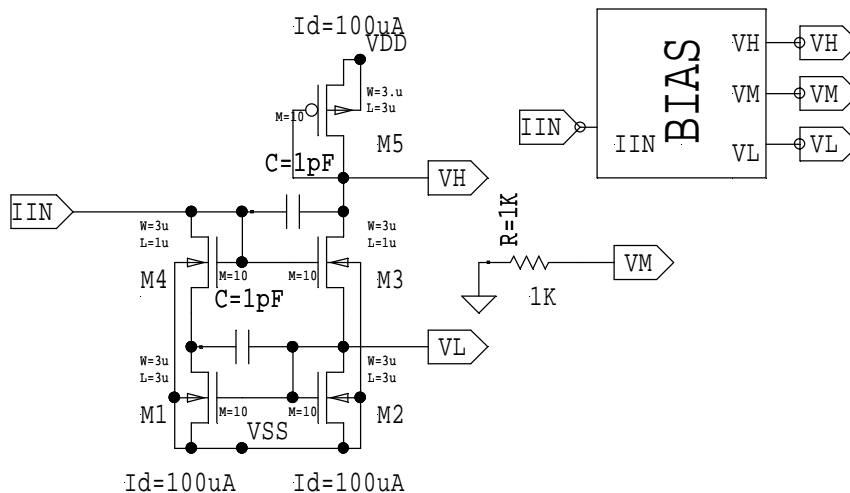 Id=100uA
VDD
W=3.u
L=3u
M=10
M5
C=1pF
VH
IIN
W=3u
L=1u
M4
M=10
M=10
W=3u
L=1u
M3
C=1pF
VL
W=3u
L=3u
M1
M=10
M=10
W=3u
L=3u
M2
VSS
Id=100uA
Id=100uA
IIN
IIN
BIAS
VH
VH
VM
VM
VL
VL
R=1K
1K
VM